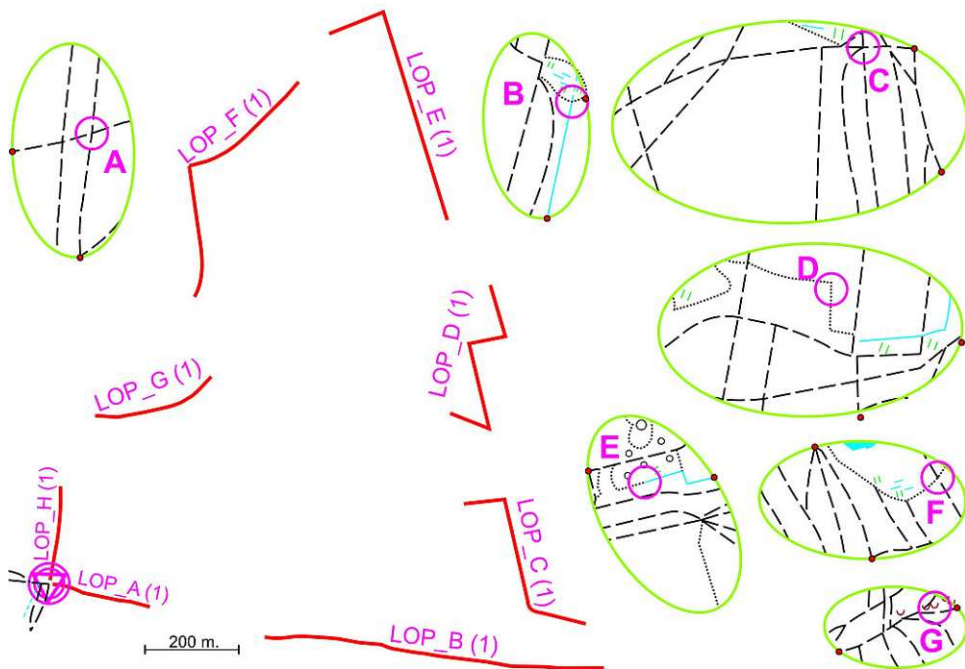 A
LOP_F (1)
LOP_E (1)
B
C
D
LOP_G (1)
LOP_D (1)
E
F
LOP_H (1)
LOP_A (1)
LOP_C (1)
G
LOP_B (1)
200 m.